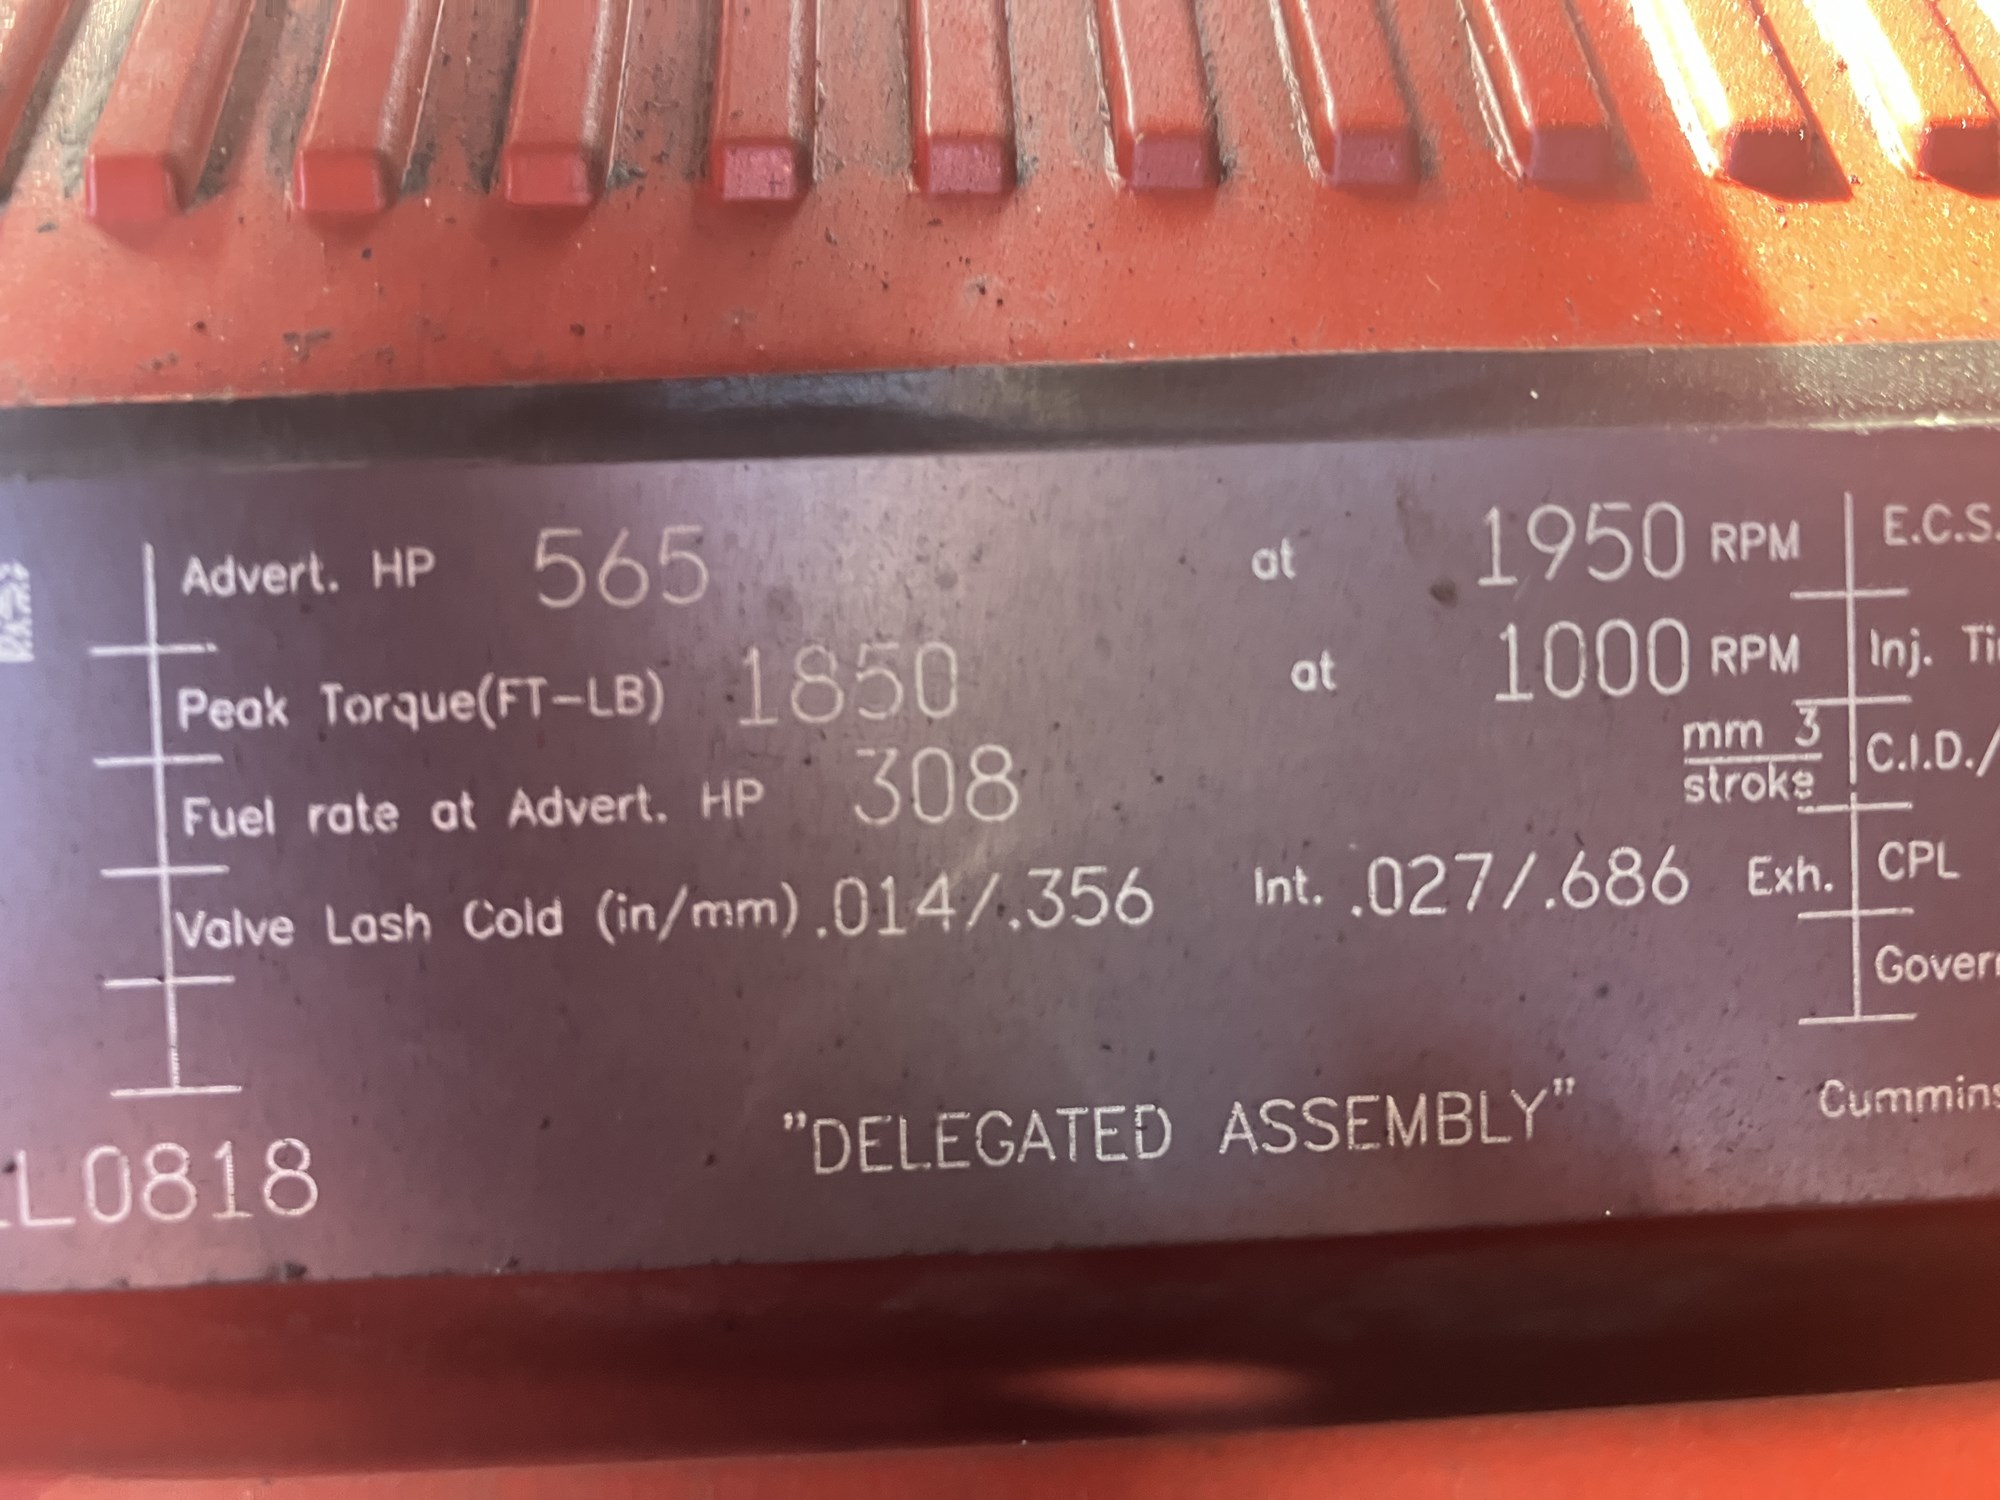 Advert. HP 565 at 1950 RPM
Peak Torque(FT-LB) 1850 at 1000 RPM
Fuel rate at Advert. HP 308 mm 3
stroke
Valve Lash Cold (in/mm) .014/.356 Int. .027/.686 Exh.
E.C.S.
Inj.
C.I.D./
CPL
"DELEGATED ASSEMBLY"
Cummins
L0818